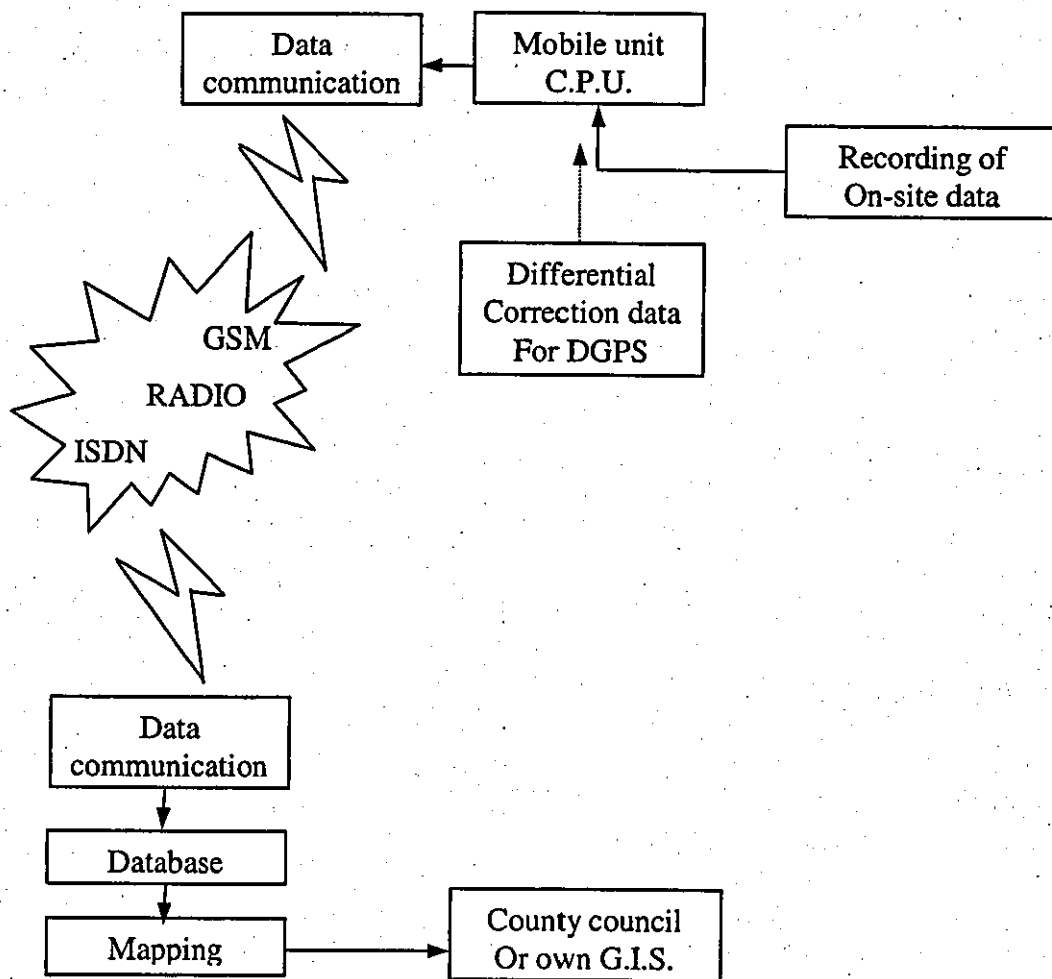 Data
communication
Mobile unit
C.P.U.
Recording of
On-site data
Differential
Correction data
For DGPS
GSM
RADIO
ISDN
Data
communication
Database
Mapping
County council
Or own G.I.S.